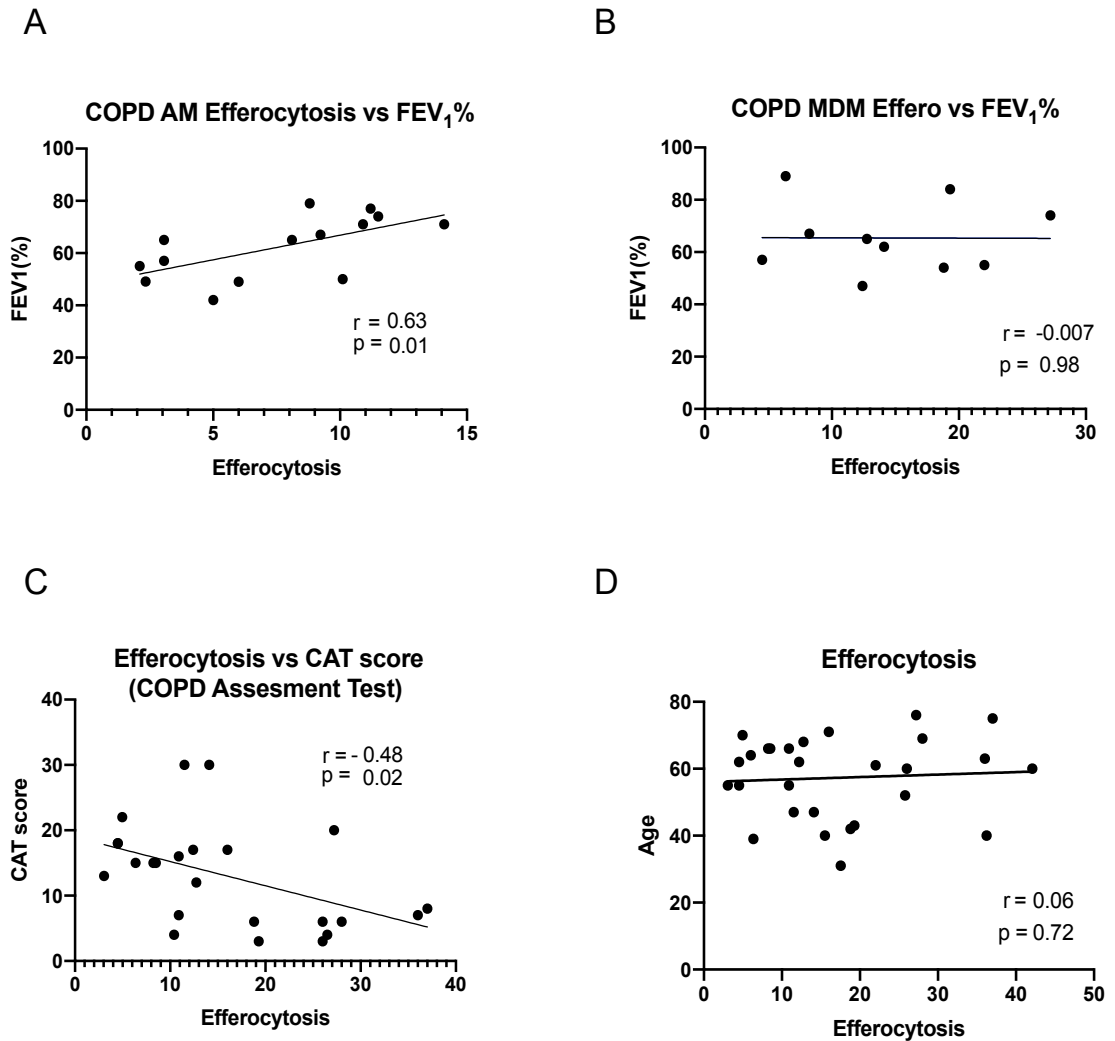 A
COPD AM Efferocytosis vs FEV₁%
100
80
60
40
20
0
FEV1(%)
0 5 10 15
Efferocytosis
r = 0.63
p = 0.01
B
COPD MDM Effero vs FEV₁%
100
80
60
40
20
0
FEV1(%)
0 10 20 30
Efferocytosis
r = -0.007
p = 0.98
C
Efferocytosis vs CAT score
(COPD Assesment Test)
40
30
20
10
0
CAT score
0 10 20 30 40
Efferocytosis
r = - 0.48
p = 0.02
D
Efferocytosis
80
60
40
20
0
Age
0 10 20 30 40 50
Efferocytosis
r = 0.06
p = 0.72